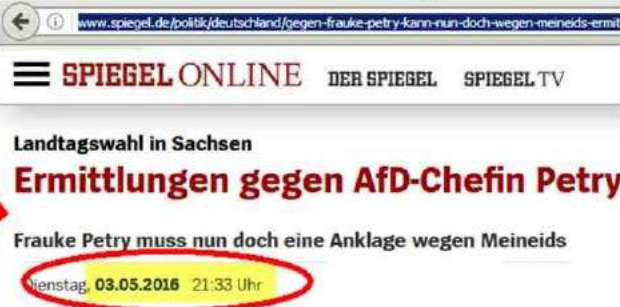 www.spiegel.de/politik/deutschland/gegen-frauke-petry-kann-nun-doch-wegen-meineids-ermit
SPIEGEL ONLINE DER SPIEGEL SPIEGEL TV
Landtagswahl in Sachsen
Ermittlungen gegen AfD-Chefin Petry
Frauke Petry muss nun doch eine Anklage wegen Meineids
Dienstag, 03.05.2016 21:33 Uhr